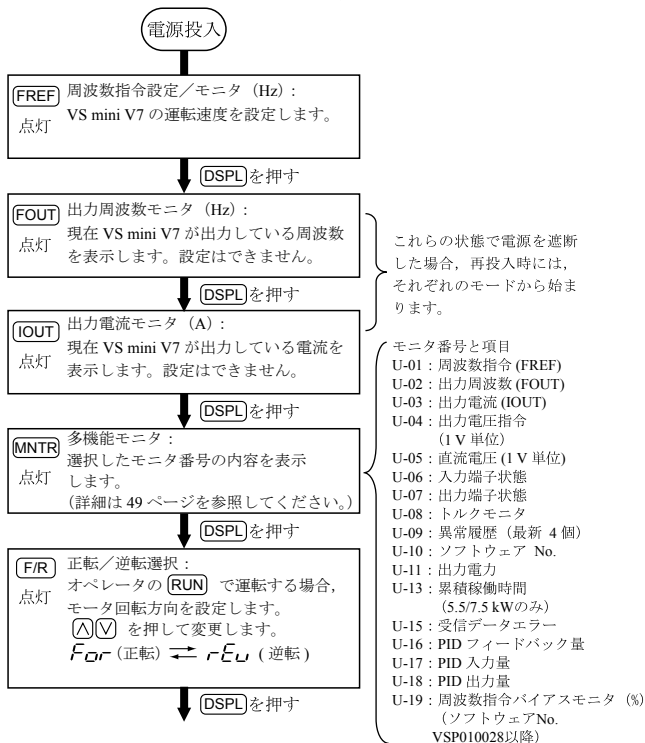 電源投入
FREF 周波数指令設定／モニタ（Hz）:
点灯 VS mini V7 の運転速度を設定します。
DSPL を押す
FOUT 出力周波数モニタ（Hz）:
点灯 現在 VS mini V7 が出力している周波数
を表示します。設定はできません。
DSPL を押す
IOUT 出力電流モニタ（A）:
点灯 現在 VS mini V7 が出力している電流を
表示します。設定はできません。
これらの状態で電源を遮断
した場合，再投入時には，
それぞれのモードから始ま
ります。
DSPL を押す
MNTR 多機能モニタ：
点灯 選択したモニタ番号の内容を表示
します。
（詳細は 49 ページを参照してください。）
モニタ番号と項目
U-01：周波数指令 (FREF)
U-02：出力周波数 (FOUT)
U-03：出力電流 (IOUT)
U-04：出力電圧指令
（1 V 単位）
U-05：直流電圧 (1 V 単位)
U-06：入力端子状態
U-07：出力端子状態
U-08：トルクモニタ
U-09：異常履歴（最新 4 個）
U-10：ソフトウェア No.
U-11：出力電力
U-13：累積稼働時間
（5.5/7.5 kWのみ）
U-15：受信データエラー
U-16：PID フィードバック量
U-17：PID 入力量
U-18：PID 出力量
U-19：周波数指令バイアスモニタ（%）
（ソフトウェアNo.
VSP010028以降）
DSPL を押す
F/R 正転／逆転選択：
点灯 オペレータの RUN で運転する場合，
モータ回転方向を設定します。
∧ ∨ を押して変更します。
For (正転) ⇄ rEu ( 逆転 )
DSPL を押す